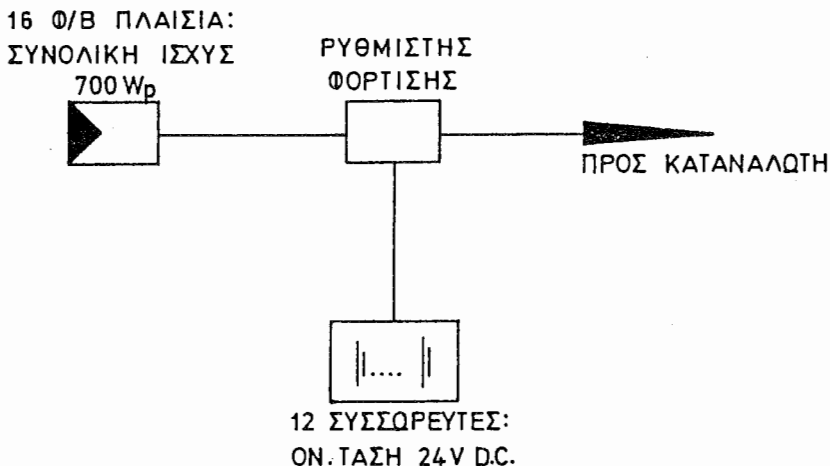 16 Φ/Β ΠΛΑΙΣΙΑ:
ΣΥΝΟΛΙΚΗ ΙΣΧΥΣ
700 Wp
ΡΥΘΜΙΣΤΗΣ
ΦΟΡΤΙΣΗΣ
ΠΡΟΣ ΚΑΤΑΝΑΛΩΤΗ
12 ΣΥΣΣΩΡΕΥΤΕΣ:
ΟΝ. ΤΑΣΗ 24V D.C.